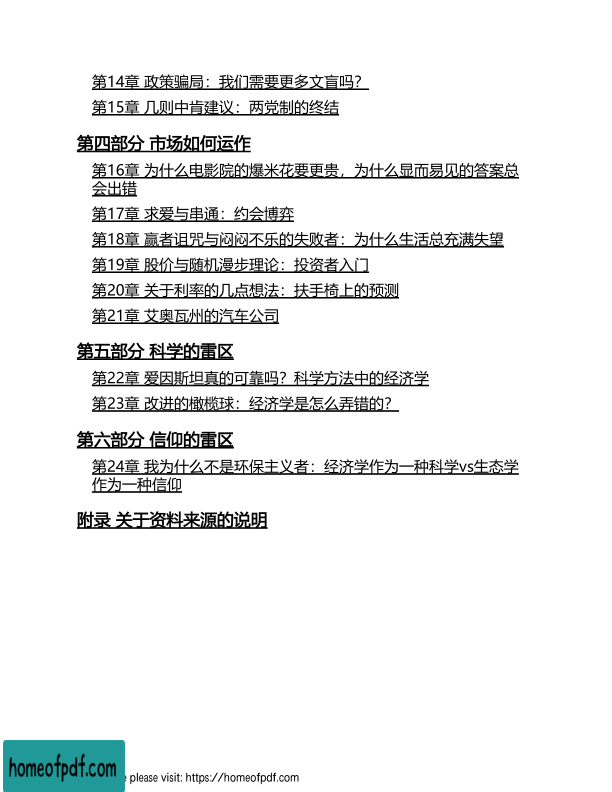 第14章 政策骗局：我们需要更多文盲吗？
第15章 几则中肯建议：两党制的终结
第四部分 市场如何运作
第16章 为什么电影院的爆米花要更贵，为什么显而易见的答案总
会出错
第17章 求爱与串通：约会博弈
第18章 赢者诅咒与闷闷不乐的失败者：为什么生活总充满失望
第19章 股价与随机漫步理论：投资者入门
第20章 关于利率的几点想法：扶手椅上的预测
第21章 艾奥瓦州的汽车公司
第五部分 科学的雷区
第22章 爱因斯坦真的可靠吗？科学方法中的经济学
第23章 改进的橄榄球：经济学是怎么弄错的？
第六部分 信仰的雷区
第24章 我为什么不是环保主义者：经济学作为一种科学vs生态学
作为一种信仰
附录 关于资料来源的说明
homeofpdf.com
please visit: https://homeofpdf.com